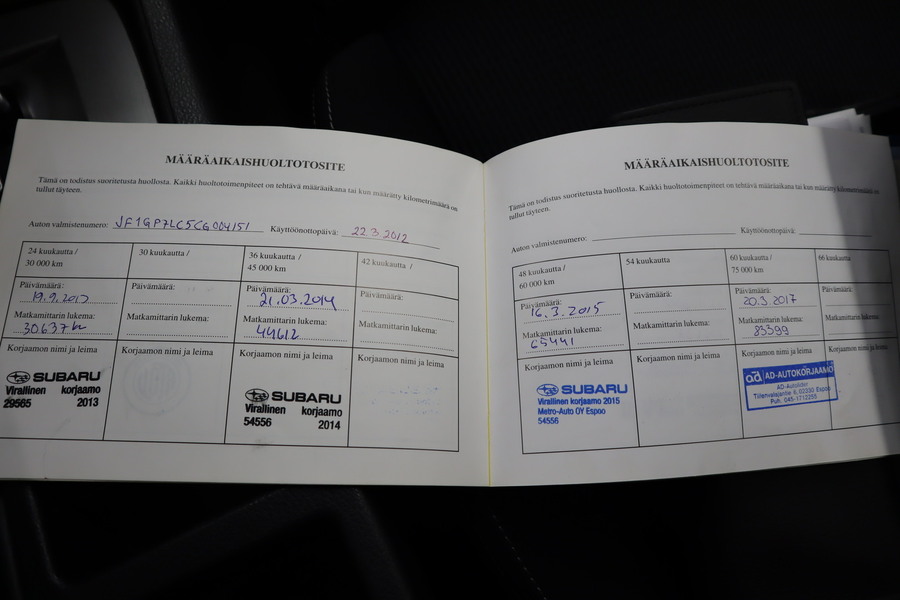 MÄÄRÄAIKAISHUOLTOTOSITE
Tämä on todistus suoritetusta huollosta. Kaikki huoltotoimenpiteet on tehtävä määräaikana tai kun määrätty kilometrimäärä on
tullut täyteen.
Auton valmistenumero: JF1GP7LC5CG004151 Käyttöönottopäivä: 22.3.2012
24 kuukautta / 30 kuukautta / 36 kuukautta / 42 kuukautta /
30 000 km 45 000 km
Päivämäärä: Päivämäärä: Päivämäärä: Päivämäärä:
19.9.2013 21.03.2014
Matkamittarin lukema: Matkamittarin lukema: Matkamittarin lukema: Matkamittarin lukema:
30637 44612
Korjaamon nimi ja leima Korjaamon nimi ja leima Korjaamon nimi ja leima Korjaamon nimi ja leima
SUBARU SUBARU
Virallinen korjaamo Virallinen korjaamo
29565 2013 54556 2014
MÄÄRÄAIKAISHUOLTOTOSITE
Tämä on todistus suoritetusta huollosta. Kaikki huoltotoimenpiteet on tehtävä määräaikana tai kun määrätty kilometrimäärä on
tullut täyteen.
Auton valmistenumero: Käyttöönottopäivä:
48 kuukautta / 54 kuukautta 60 kuukautta / 66 kuukautta
60 000 km 75 000 km
Päivämäärä: Päivämäärä: Päivämäärä: Päivämäärä:
16.3.2015 20.3.2017
Matkamittarin lukema: Matkamittarin lukema: Matkamittarin lukema: Matkamittarin lukema:
65441 83399
Korjaamon nimi ja leima Korjaamon nimi ja leima Korjaamon nimi ja leima Korjaamon nimi ja leima
SUBARU ad AD-AUTOKORJAAMO
Virallinen korjaamo 2015
Metro-Auto OY Espoo 02330 Espoo
54556 Puh. 045-1712255